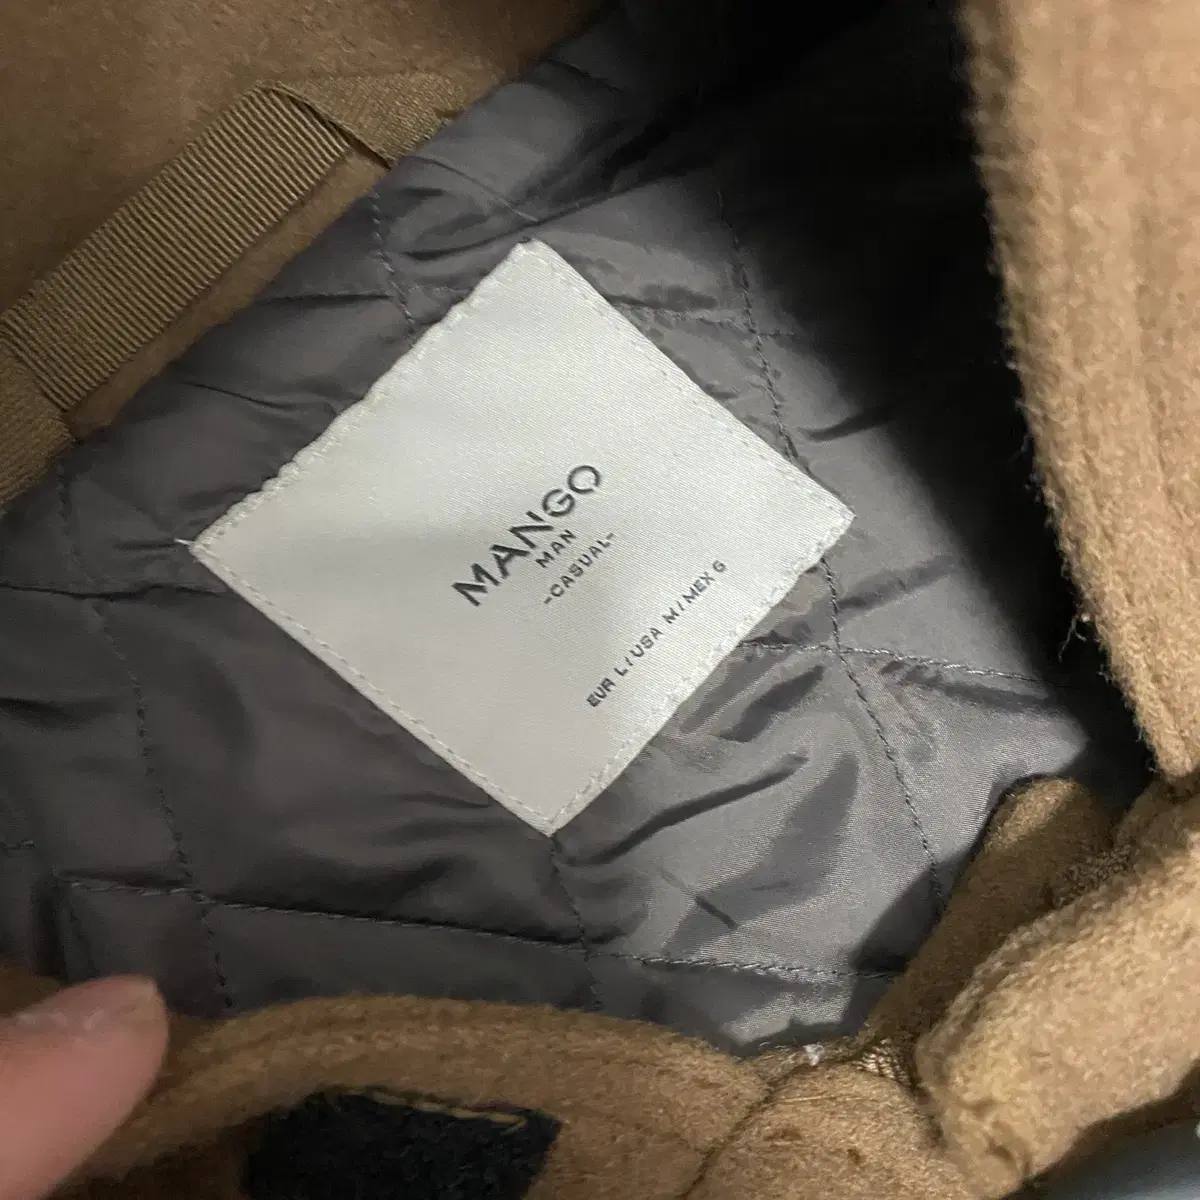 MANGO
MAN
-CASUAL-
EUR L / USA M / MEX G